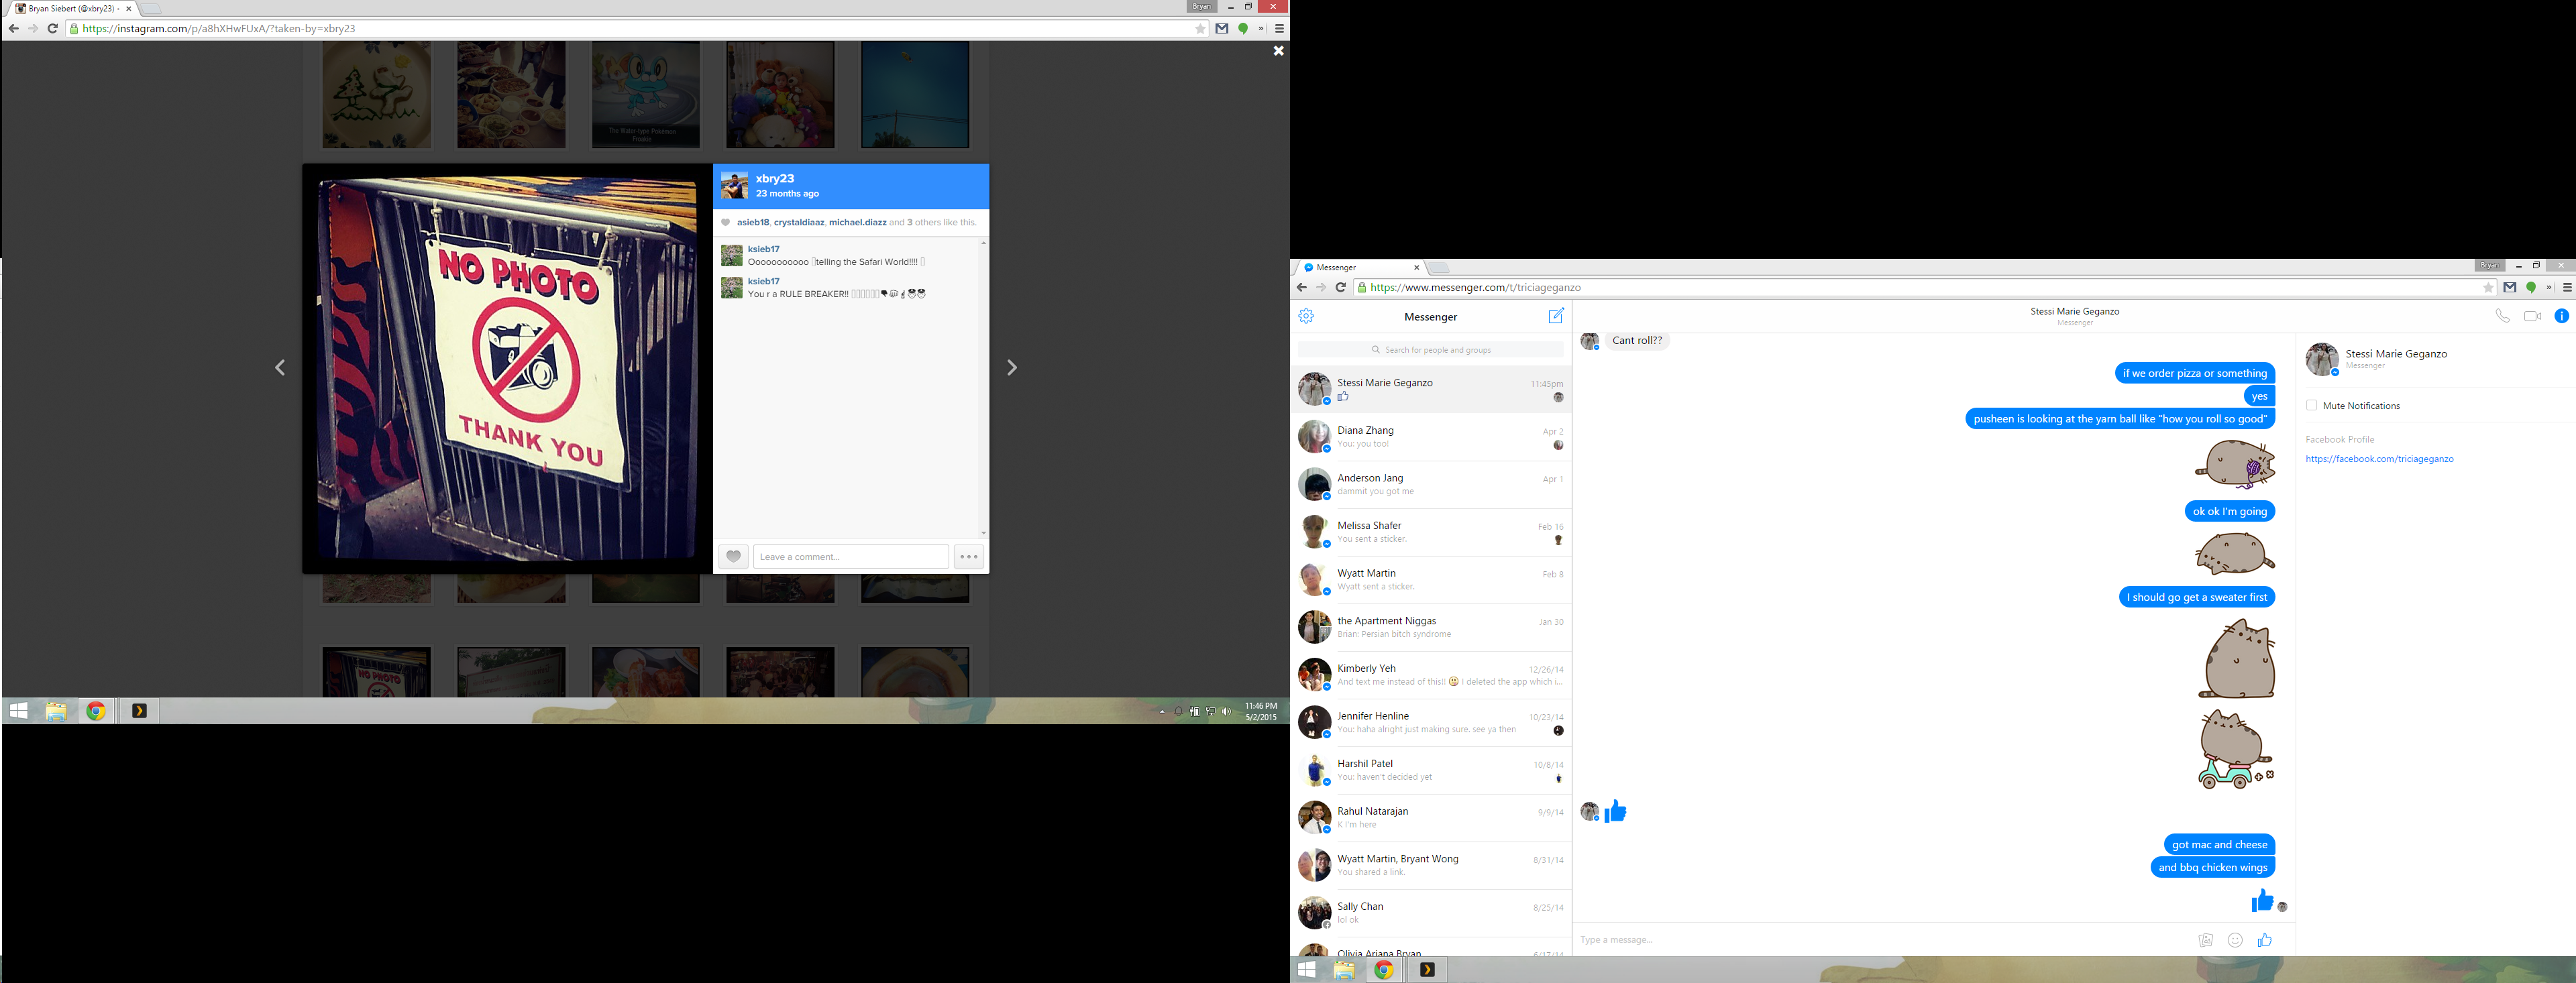 Bryan Siebert (@xbry23) -
Bryan
https://instagram.com/p/a8hXHwFUxA/?taken-by=xbry23
The Water-type Pokémon
Froakie
NO PHOTO
THANK YOU
xbry23
23 months ago
asieb18, crystaldiaaz, michael.diazz and 3 others like this.
ksieb17
Ooooooooooo telling the Safari World!!!!
ksieb17
You r a RULE BREAKER!!
Leave a comment...
NO PHOTO
11:46 PM
5/2/2015
Messenger
Bryan
https://www.messenger.com/t/triciageganzo
Messenger
Search for people and groups
Stessi Marie Geganzo
11:45pm
Diana Zhang
Apr 2
You: you too!
Anderson Jang
Apr 1
dammit you got me
Melissa Shafer
Feb 16
You sent a sticker.
Wyatt Martin
Feb 8
Wyatt sent a sticker.
the Apartment Niggas
Jan 30
Brian: Persian bitch syndrome
Kimberly Yeh
12/26/14
And text me instead of this!! I deleted the app which i...
Jennifer Henline
10/23/14
You: haha alright just making sure. see ya then
Harshil Patel
10/8/14
You: haven't decided yet
Rahul Natarajan
9/9/14
K I'm here
Wyatt Martin, Bryant Wong
8/31/14
You shared a link.
Sally Chan
8/25/14
lol ok
Olivia Ariana Bryan
6/17/14
Stessi Marie Geganzo
Messenger
Cant roll??
if we order pizza or something
yes
pusheen is looking at the yarn ball like "how you roll so good"
ok ok I'm going
I should go get a sweater first
got mac and cheese
and bbq chicken wings
Type a message...
Stessi Marie Geganzo
Messenger
Mute Notifications
Facebook Profile
https://facebook.com/triciageganzo